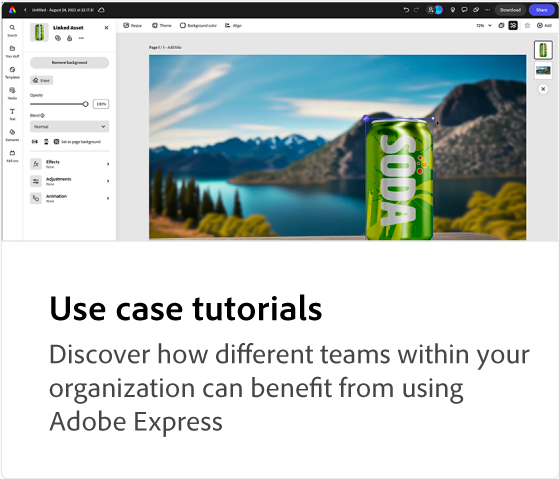 Untitled - August 24, 2023 at 22.11.31
Download
Share
Linked Asset
Resize
Theme
Background color
Align
72%
Add
Search
Your stuff
Templates
Media
Text
Elements
Add-ons
Remove background
Erase
Opacity
100%
Blend
Normal
Set as page background
Effects
None
Adjustments
None
Animation
None
Page 1 / 1 - Add title
SODA
Use case tutorials
Discover how different teams within your
organization can benefit from using
Adobe Express